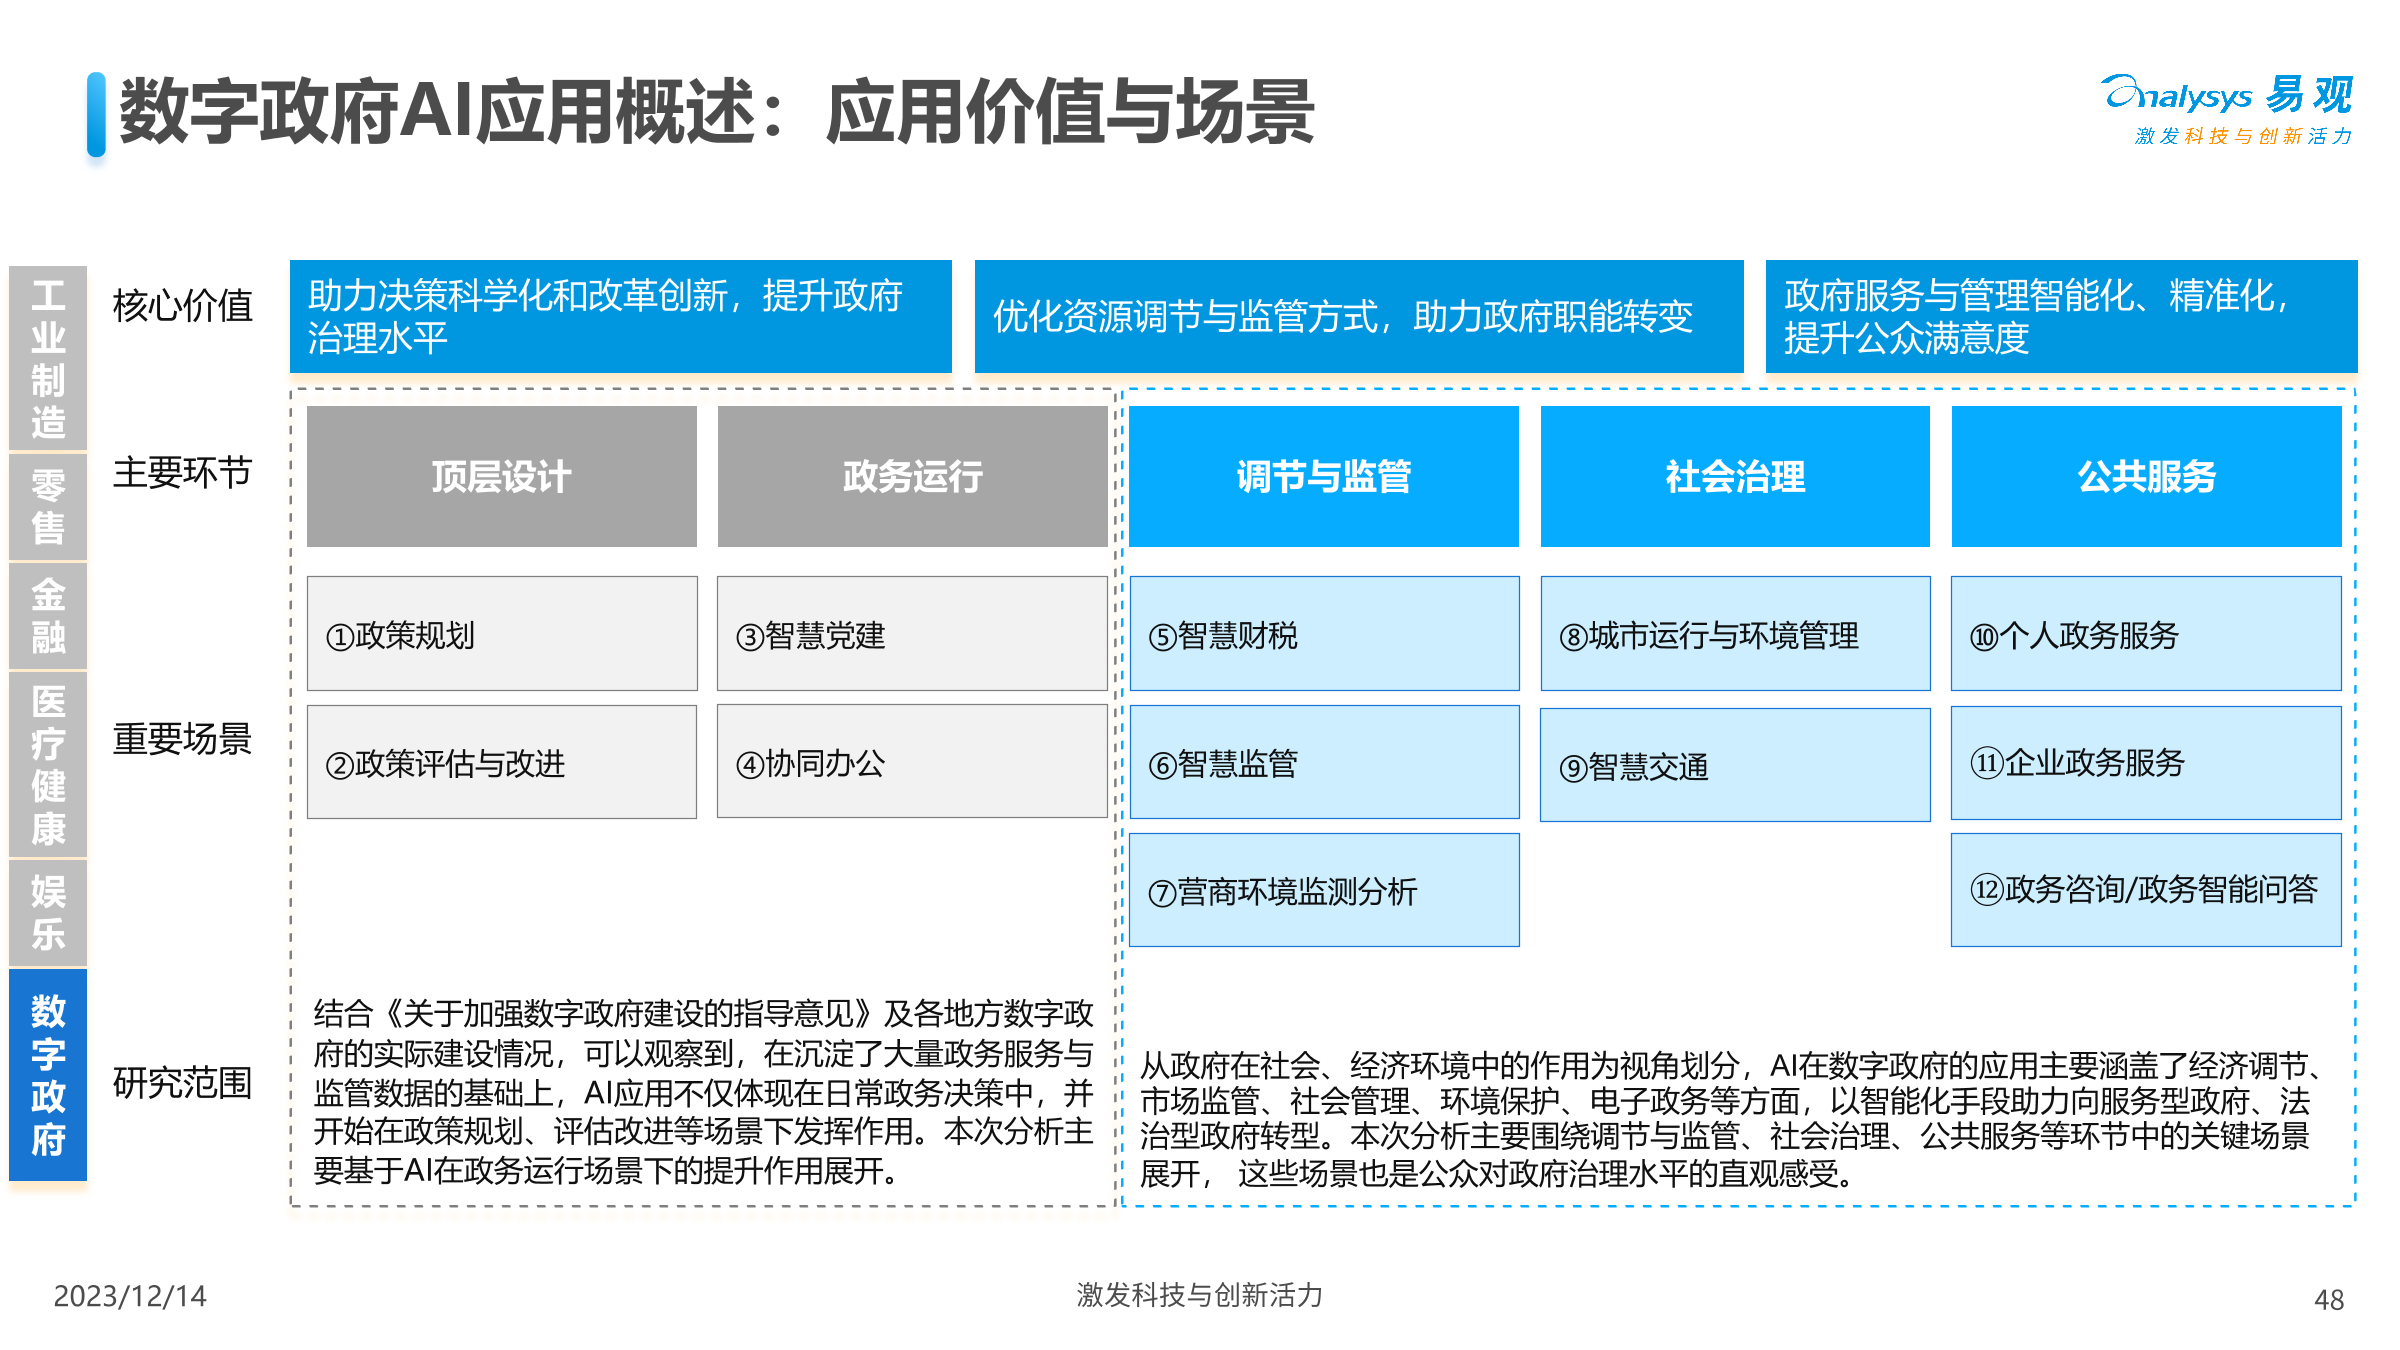 数字政府AI应用概述：应用价值与场景
analysys 易观
激发科技与创新活力
工业制造
零售
金融
医疗健康
娱乐
数字政府
核心价值
助力决策科学化和改革创新，提升政府
治理水平
优化资源调节与监管方式，助力政府职能转变
政府服务与管理智能化、精准化，
提升公众满意度
主要环节
顶层设计
政务运行
调节与监管
社会治理
公共服务
重要场景
①政策规划
③智慧党建
⑤智慧财税
⑧城市运行与环境管理
⑩个人政务服务
②政策评估与改进
④协同办公
⑥智慧监管
⑨智慧交通
⑪企业政务服务
⑦营商环境监测分析
⑫政务咨询/政务智能问答
研究范围
结合《关于加强数字政府建设的指导意见》及各地方数字政
府的实际建设情况，可以观察到，在沉淀了大量政务服务与
监管数据的基础上，AI应用不仅体现在日常政务决策中，并
开始在政策规划、评估改进等场景下发挥作用。本次分析主
要基于AI在政务运行场景下的提升作用展开。
从政府在社会、经济环境中的作用为视角划分，AI在数字政府的应用主要涵盖了经济调节、
市场监管、社会管理、环境保护、电子政务等方面，以智能化手段助力向服务型政府、法
治型政府转型。本次分析主要围绕调节与监管、社会治理、公共服务等环节中的关键场景
展开， 这些场景也是公众对政府治理水平的直观感受。
2023/12/14
激发科技与创新活力
48